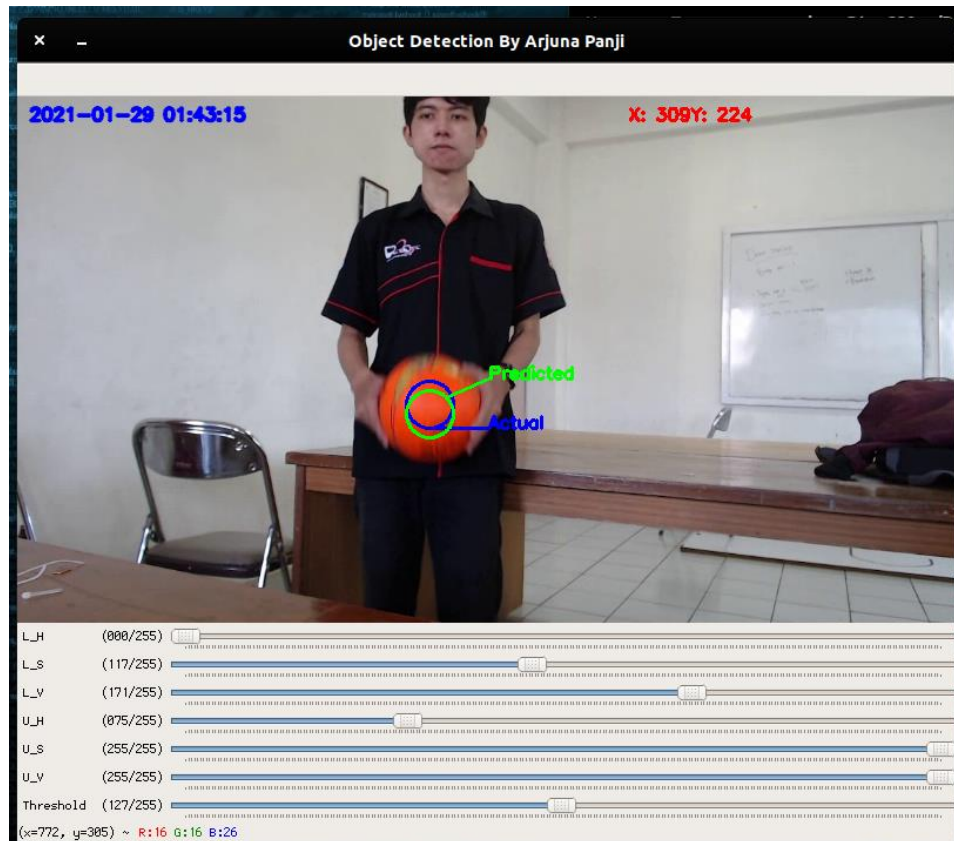 Object Detection By Arjuna Panji
2021-01-29 01:43:15
X: 309Y: 224
Predicted
Actual
L_H (000/255)
L_S (117/255)
L_V (171/255)
U_H (075/255)
U_S (255/255)
U_V (255/255)
Threshold (127/255)
(x=772, y=305) ~ R:16 G:16 B:26